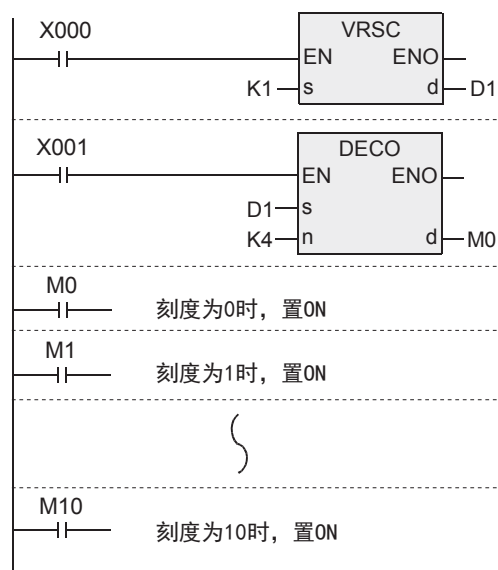 X000
VRSC
EN ENO
K1 s d D1
X001
DECO
EN ENO
D1 s
K4 n d M0
M0
刻度为0时，置ON
M1
刻度为1时，置ON
M10
刻度为10时，置ON